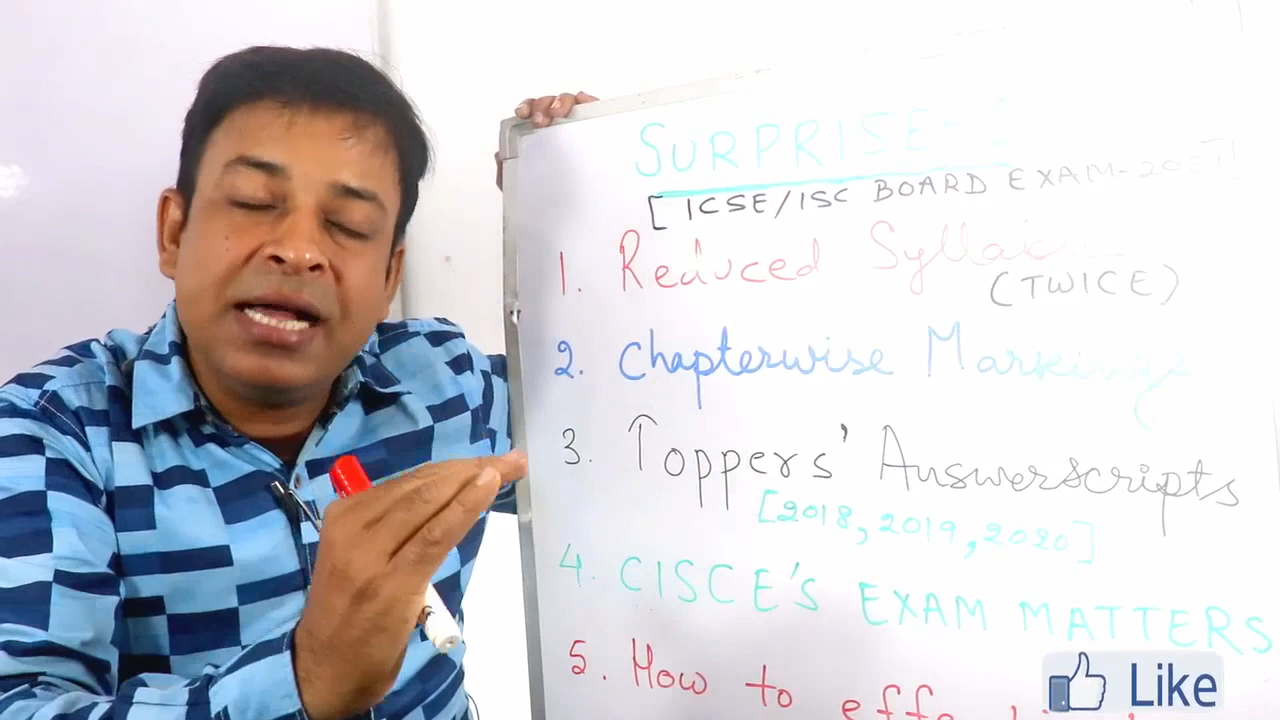 SURPRISE
[ICSE/ISC BOARD EXAM-
1. Reduced
(TWICE)
2. Chapterwise Markings
3. Toppers' Answerscripts
[2018, 2019, 2020]
4. CISCE's EXAM MATTERS
5. How to
Like